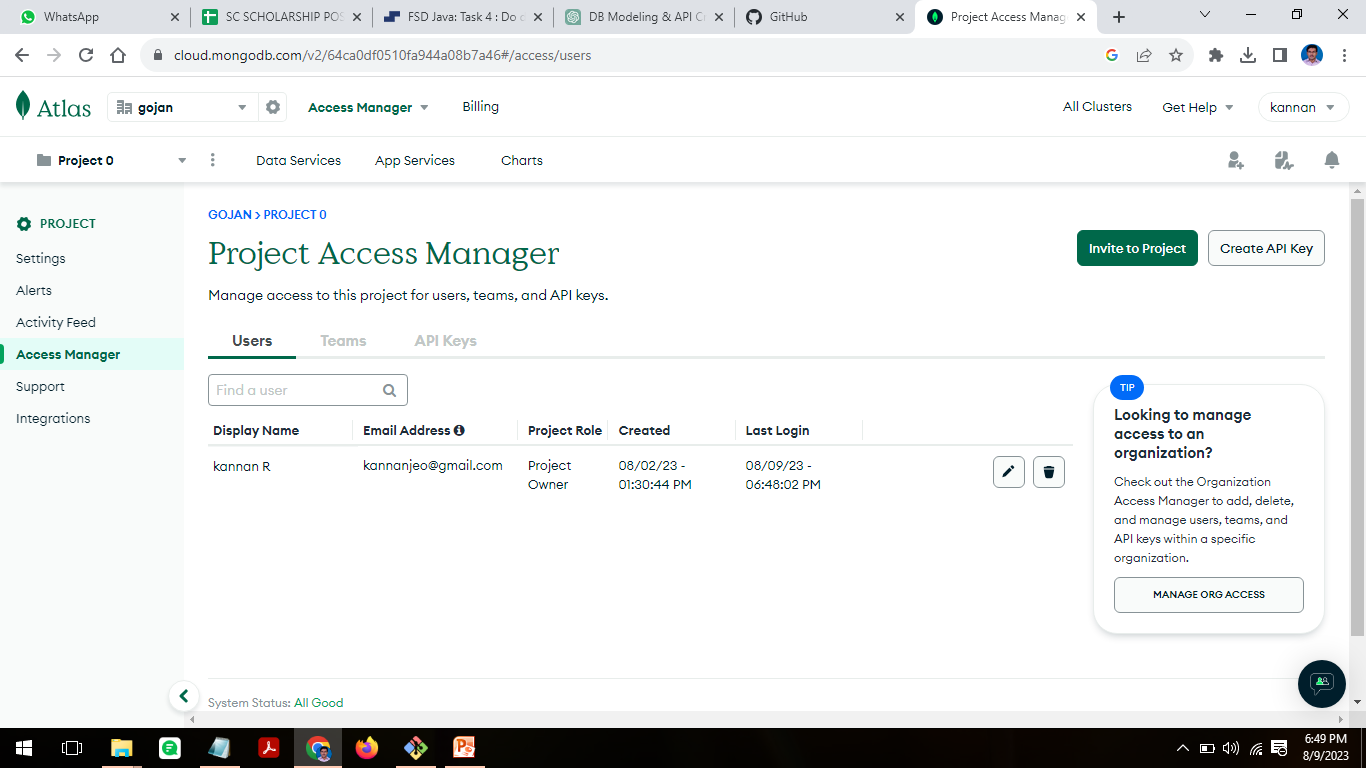 WhatsApp
SC SCHOLARSHIP POS
FSD Java: Task 4 : Do
DB Modeling & API C
GitHub
Project Access Manag
cloud.mongodb.com/v2/64ca0df0510fa944a08b7a46#/access/users
Atlas
gojan
Access Manager
Billing
All Clusters
Get Help
kannan
Project 0
Data Services
App Services
Charts
PROJECT
Settings
Alerts
Activity Feed
Access Manager
Support
Integrations
GOJAN > PROJECT 0
Project Access Manager
Invite to Project
Create API Key
Manage access to this project for users, teams, and API keys.
Users
Teams
API Keys
Find a user
Display Name
Email Address
Project Role
Created
Last Login
kannan R
kannanjeo@gmail.com
Project
Owner
08/02/23 -
01:30:44 PM
08/09/23 -
06:48:02 PM
TIP
Looking to manage
access to an
organization?
Check out the Organization
Access Manager to add, delete,
and manage users, teams, and
API keys within a specific
organization.
MANAGE ORG ACCESS
System Status: All Good
6:49 PM
8/9/2023